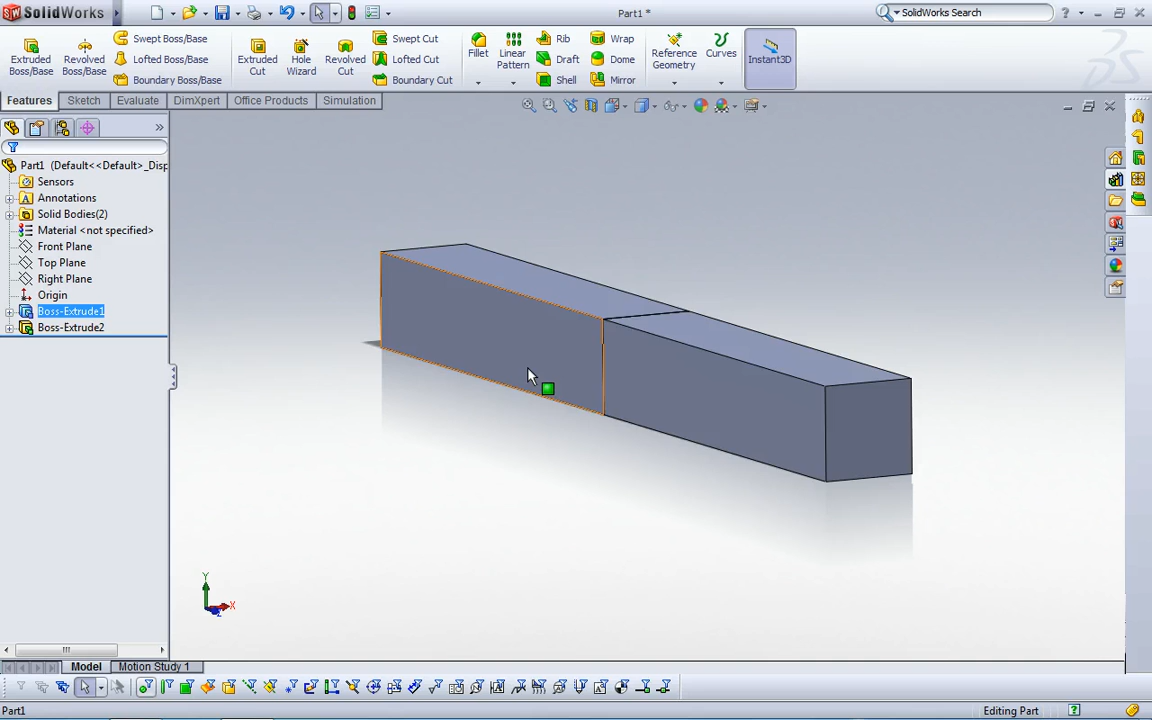 SolidWorks
Part1 *
SolidWorks Search
Extruded Boss/Base
Revolved Boss/Base
Swept Boss/Base
Lofted Boss/Base
Boundary Boss/Base
Extruded Cut
Hole Wizard
Revolved Cut
Swept Cut
Lofted Cut
Boundary Cut
Fillet
Linear Pattern
Rib
Draft
Shell
Wrap
Dome
Mirror
Reference Geometry
Curves
Instant3D
Features Sketch Evaluate DimXpert Office Products Simulation
Part1 (Default<<Default>_Disp
Sensors
Annotations
Solid Bodies(2)
Material <not specified>
Front Plane
Top Plane
Right Plane
Origin
Boss-Extrude1
Boss-Extrude2
Y
X
Z
Model Motion Study 1
Part1
Editing Part